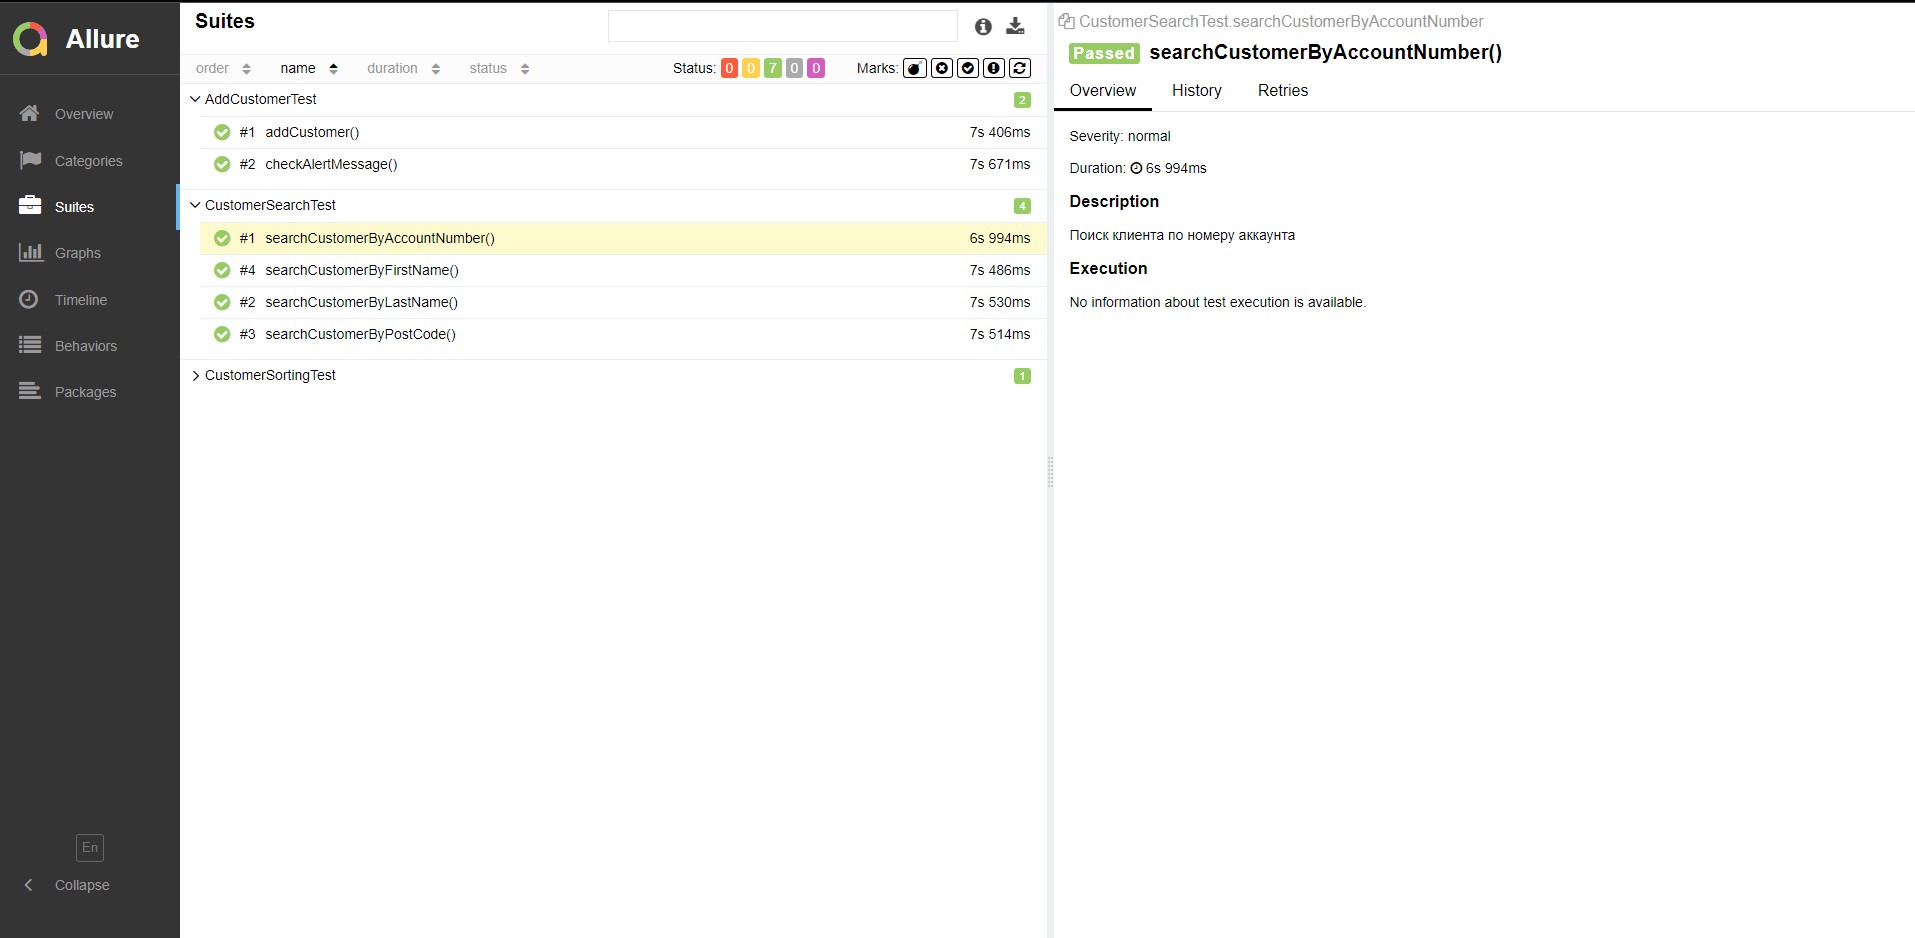 Allure
Overview
Categories
Suites
Graphs
Timeline
Behaviors
Packages
En
Collapse
Suites
order name duration status Status: 0 0 7 0 0 Marks:
AddCustomerTest 2
#1 addCustomer() 7s 406ms
#2 checkAlertMessage() 7s 671ms
CustomerSearchTest 4
#1 searchCustomerByAccountNumber() 6s 994ms
#4 searchCustomerByFirstName() 7s 486ms
#2 searchCustomerByLastName() 7s 530ms
#3 searchCustomerByPostCode() 7s 514ms
CustomerSortingTest 1
CustomerSearchTest.searchCustomerByAccountNumber
Passed searchCustomerByAccountNumber()
Overview History Retries
Severity: normal
Duration: 6s 994ms
Description
Поиск клиента по номеру аккаунта
Execution
No information about test execution is available.